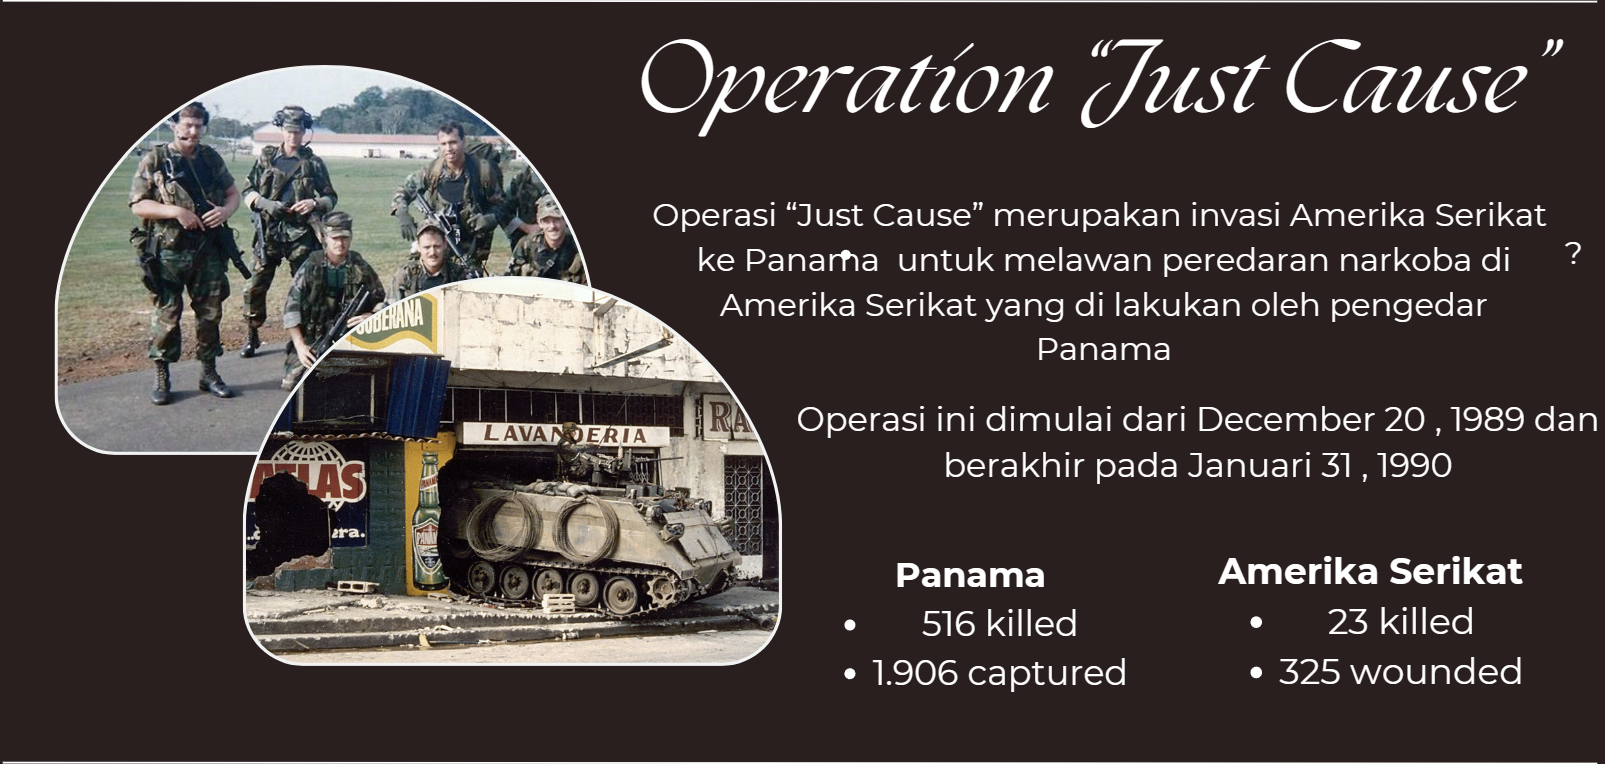 Operation “Just Cause”
Operasi “Just Cause” merupakan invasi Amerika Serikat
ke Panama untuk melawan peredaran narkoba di
?
Amerika Serikat yang di lakukan oleh pengedar
Panama
Operasi ini dimulai dari December 20 , 1989 dan
berakhir pada Januari 31 , 1990
Panama
• 516 killed
• 1.906 captured
Amerika Serikat
• 23 killed
• 325 wounded
SOBERANA
LAVANDERIA
RA
ATLAS
era.
PANAMA